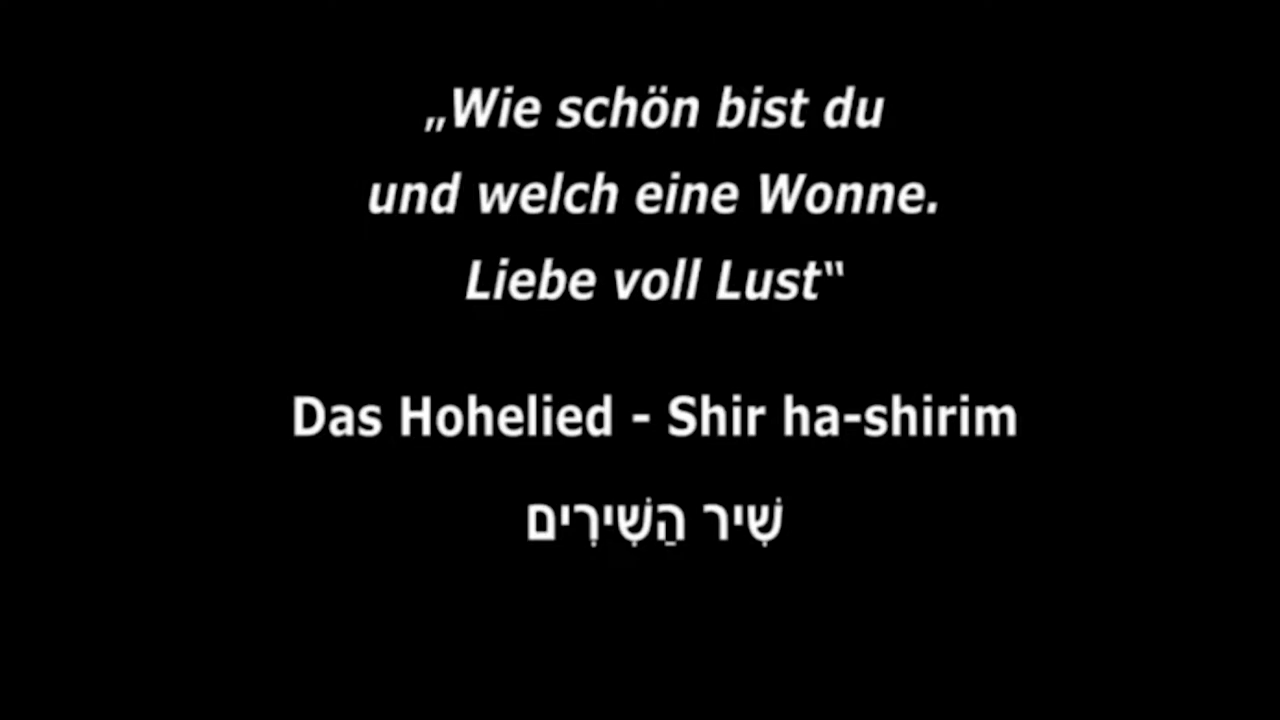 „Wie schön bist du
und welch eine Wonne.
Liebe voll Lust“
Das Hohelied - Shir ha-shirim
שִׁיר הַשִׁירִים